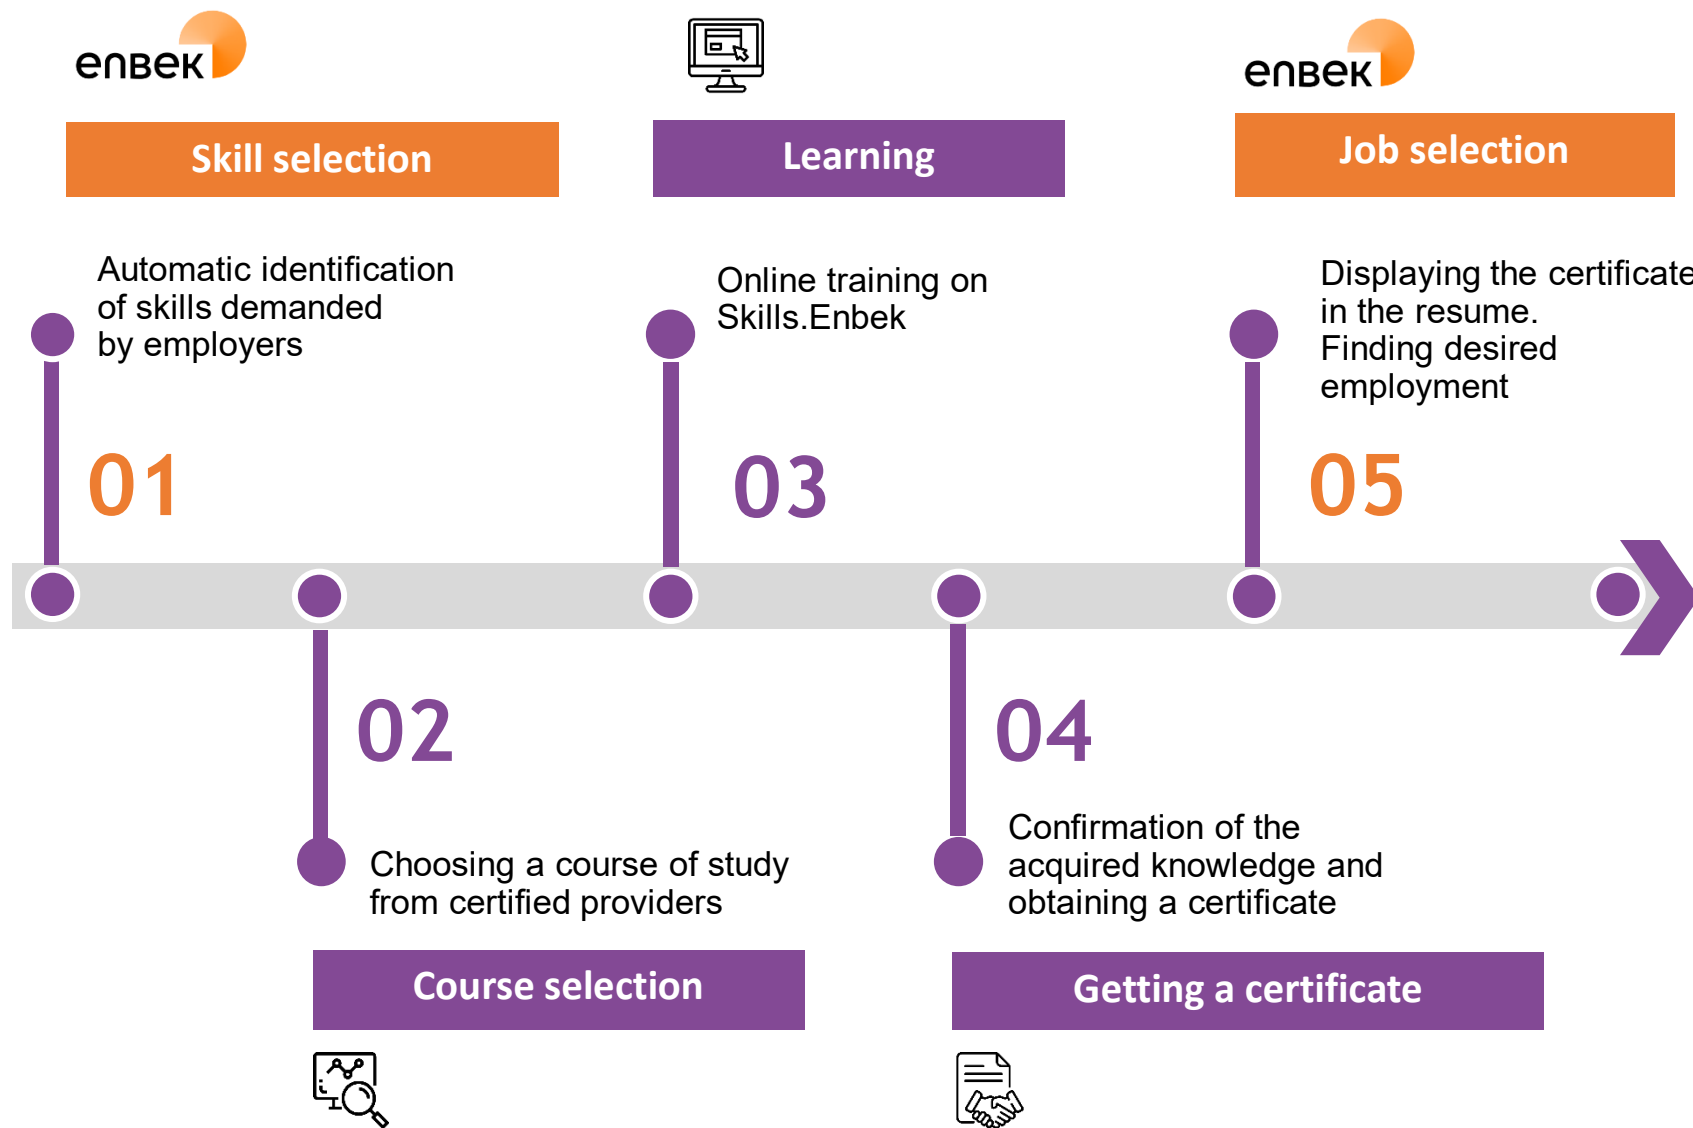 enвек
enвек
Skill selection
Learning
Job selection
Automatic identification
of skills demanded
by employers
Online training on
Skills.Enbek
Displaying the certificate
in the resume.
Finding desired
employment
01
03
05
02
04
Choosing a course of study
from certified providers
Confirmation of the
acquired knowledge and
obtaining a certificate
Course selection
Getting a certificate